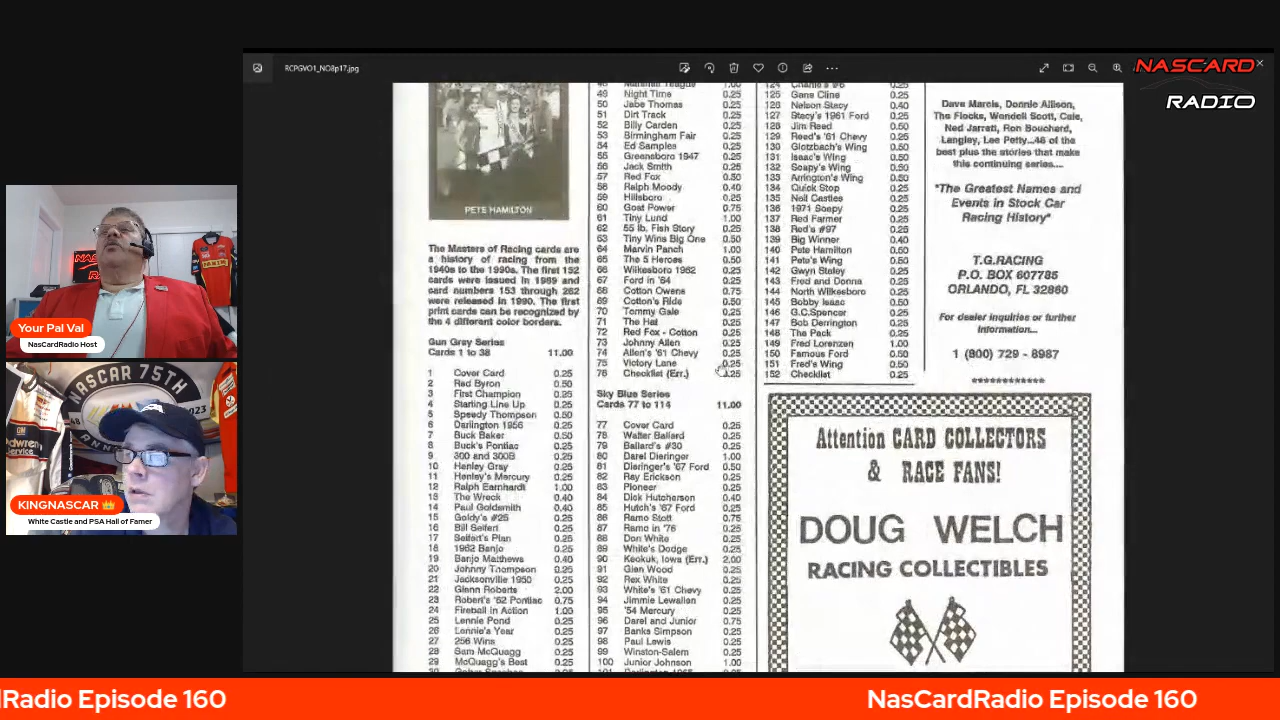 RCPGVO1_NO8p17.jpg
NASCARD
RADIO
PETE HAMILTON
The Masters of Racing cards are
a history of racing from the
1940s to the 1990s. The first 152
cards were issued in 1989 and
card numbers 153 through 262
were released in 1990. The first
print cards can be recognized by
the 4 different color borders.
Gun Gray Series
Cards 1 to 38 11.00
1 Cover Card 0.25
2 Red Byron 0.50
3 First Champion 0.25
4 Starting Line Up 0.25
5 Speedy Thompson 0.50
6 Darlington 1956 0.25
7 Buck Baker 0.50
8 Buck's Pontiac 0.25
9 300 and 300B 0.25
10 Henley Gray 0.25
11 Henley's Mercury 0.25
12 Ralph Earnhardt 1.00
13 The Wreck 0.40
14 Paul Goldsmith 0.40
15 Goldy's #25 0.25
16 Bill Seifert 0.25
17 Seifert's Plan 0.25
18 1962 Banjo 0.25
19 Banjo Matthews 0.40
20 Johnny Thompson 0.25
21 Jacksonville 1950 0.25
22 Glenn Roberts 2.00
23 Robert's '62 Pontiac 0.75
24 Fireball in Action 1.00
25 Lennie Pond 0.25
26 Lennie's Year 0.25
27 256 Wins 0.25
28 Sam McQuagg 0.25
29 McQuagg's Best 0.25
48 Marshall Teague 1.00
49 Night Time 0.25
50 Jabe Thomas 0.25
51 Dirt Track 0.25
52 Billy Carden 0.25
53 Birmingham Fair 0.25
54 Ed Samples 0.25
55 Greensboro 1947 0.25
56 Jack Smith 0.25
57 Red Fox 0.50
58 Ralph Moody 0.40
59 Hillsboro 0.25
60 Goat Power 0.75
61 Tiny Lund 1.00
62 55 lb. Fish Story 0.25
63 Tiny Wins Big One 0.50
64 Marvin Panch 1.00
65 The 5 Heroes 0.50
66 Wilkesboro 1962 0.25
67 Ford in '64 0.25
68 Cotton Owens 0.75
69 Cotton's Ride 0.50
70 Tommy Gale 0.25
71 The Hat 0.25
72 Red Fox - Cotton 0.25
73 Johnny Allen 0.25
74 Allen's '61 Chevy 0.25
75 Victory Lane 0.25
76 Checklist (Err.) 0.25
Sky Blue Series
Cards 77 to 114 11.00
77 Cover Card 0.25
78 Walter Ballard 0.25
79 Ballard's #30 0.25
80 Darel Dieringer 1.00
81 Dieringer's '67 Ford 0.50
82 Ray Erickson 0.25
83 Pioneer 0.25
84 Dick Hutcherson 0.40
85 Hutch's '67 Ford 0.25
86 Ramo Stott 0.75
87 Ramo in '76 0.25
88 Don White 0.25
89 White's Dodge 0.25
90 Keokuk, Iowa (Err.) 2.00
91 Glen Wood 0.25
92 Rex White 0.25
93 White's '61 Chevy 0.25
94 Jimmie Lewallen 0.25
95 '54 Mercury 0.25
96 Darel and Junior 0.75
97 Banks Simpson 0.25
98 Paul Lewis 0.25
99 Winston-Salem 0.25
100 Junior Johnson 1.00
124 Charlie's #6 0.25
125 Gene Cline 0.25
126 Nelson Stacy 0.40
127 Stacy's 1961 Ford 0.25
128 Jim Reed 0.50
129 Reed's '61 Chevy 0.25
130 Glotzbach's Wing 0.50
131 Isaac's Wing 0.50
132 Soapy's Wing 0.50
133 Arrington's Wing 0.50
134 Quick Stop 0.25
135 Neil Castles 0.25
136 1971 Soapy 0.25
137 Red Farmer 0.25
138 Red's #97 0.25
139 Big Winner 0.40
140 Pete Hamilton 0.50
141 Pete's Wing 0.50
142 Gwyn Staley 0.25
143 Fred and Donna 0.25
144 North Wilkesboro 0.25
145 Bobby Isaac 0.50
146 G.C.Spencer 0.25
147 Bob Derrington 0.25
148 The Pack 0.25
149 Fred Lorenzen 1.00
150 Famous Ford 0.50
151 Fred's Wing 0.50
152 Checklist 0.25
Dave Marcis, Donnie Allison,
The Flocks, Wendell Scott, Cale,
Ned Jarrett, Ron Bouchard,
Langley, Lee Petty...46 of the
best plus the stories that make
this continuing series....
"The Greatest Names and
Events in Stock Car
Racing History"
T.G.RACING
P.O. BOX 607785
ORLANDO, FL 32860
For dealer inquiries or further
information...
1 (800) 729 - 8987
************
Attention CARD COLLECTORS
& RACE FANS!
DOUG WELCH
RACING COLLECTIBLES
Your Pal Val
NasCardRadio Host
NASCAR 75TH
2023
KINGNASCAR 👑
White Castle and PSA Hall of Famer
dRadio Episode 160
NasCardRadio Episode 160